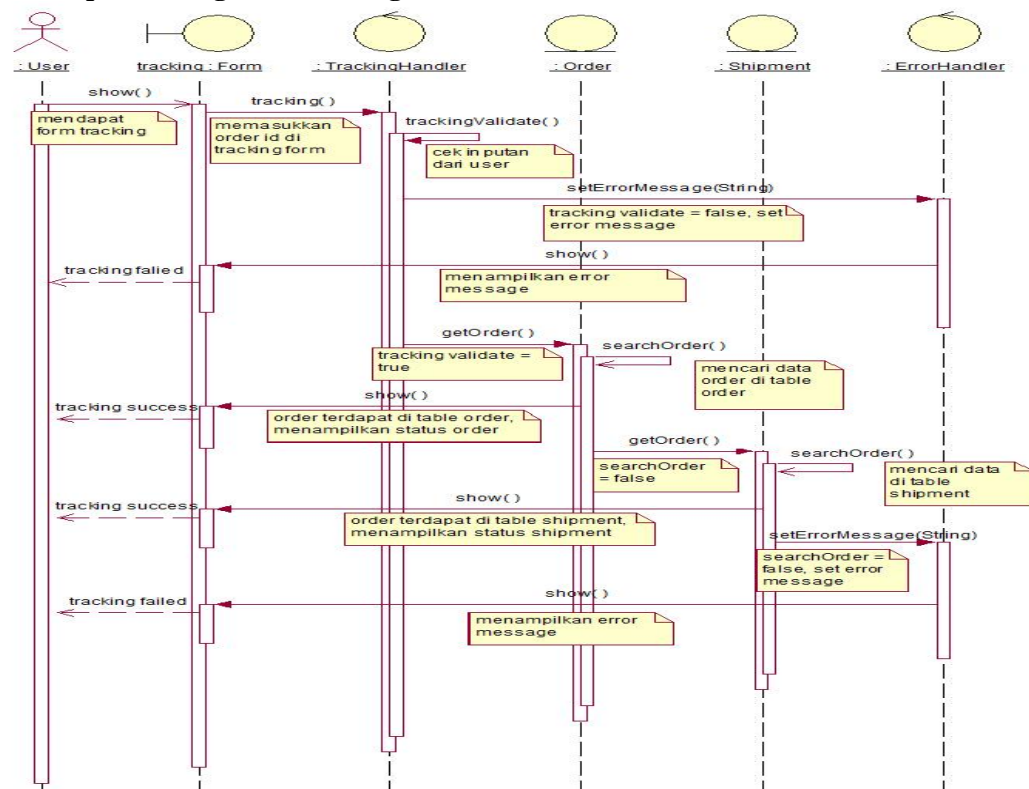 : User
tracking : Form
: TrackingHandler
: Order
: Shipment
: ErrorHandler
show( )
mendapat
form tracking
tracking( )
memasukkan
order id di
tracking form
trackingValidate( )
cek inputan
dari user
setErrorMessage(String)
tracking validate = false, set
error message
show( )
menampilkan error
message
tracking falied
getOrder( )
tracking validate =
true
searchOrder( )
mencari data
order di table
order
show( )
tracking success
order terdapat di table order,
menampilkan status order
getOrder( )
searchOrder
= false
searchOrder( )
mencari data
di table
shipment
show( )
tracking success
order terdapat di table shipment,
menampilkan status shipment
setErrorMessage(String)
searchOrder =
false, set error
message
show( )
tracking failed
menampilkan error
message